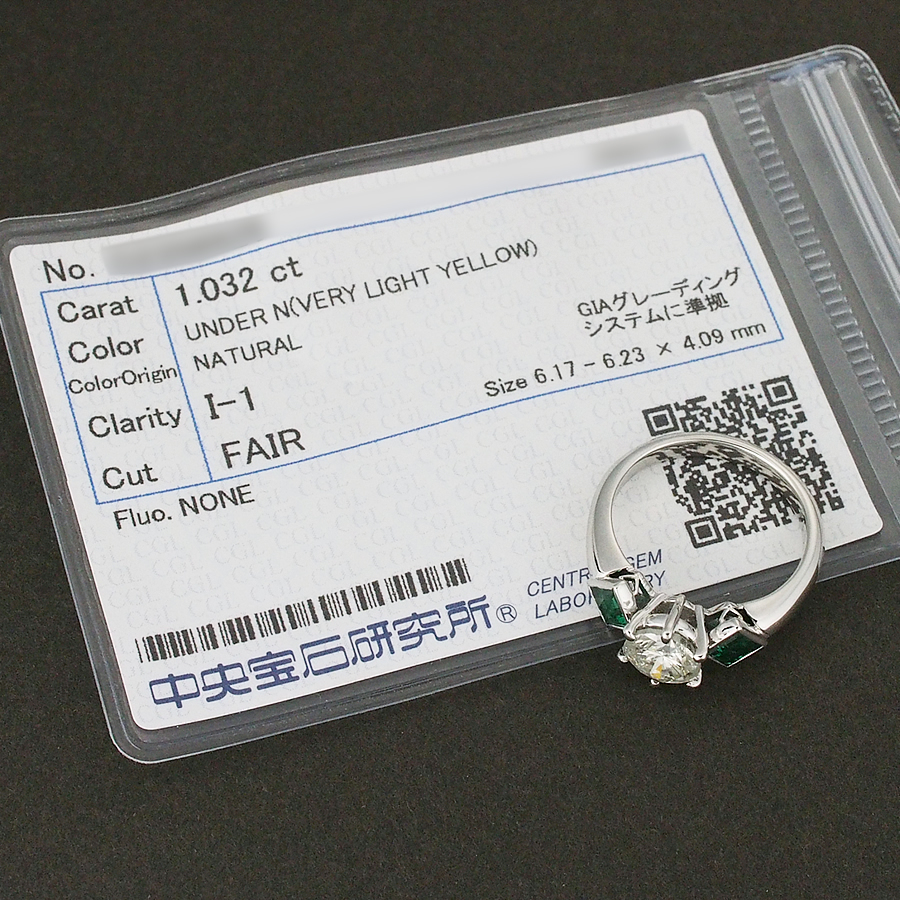 No.
Carat 1.032 ct
Color UNDER N(VERY LIGHT YELLOW)
ColorOrigin NATURAL
GIAグレーディング
システムに準拠
Clarity I-1
Size 6.17 - 6.23 × 4.09 mm
Cut FAIR
Fluo. NONE
中央宝石研究所®
GEM